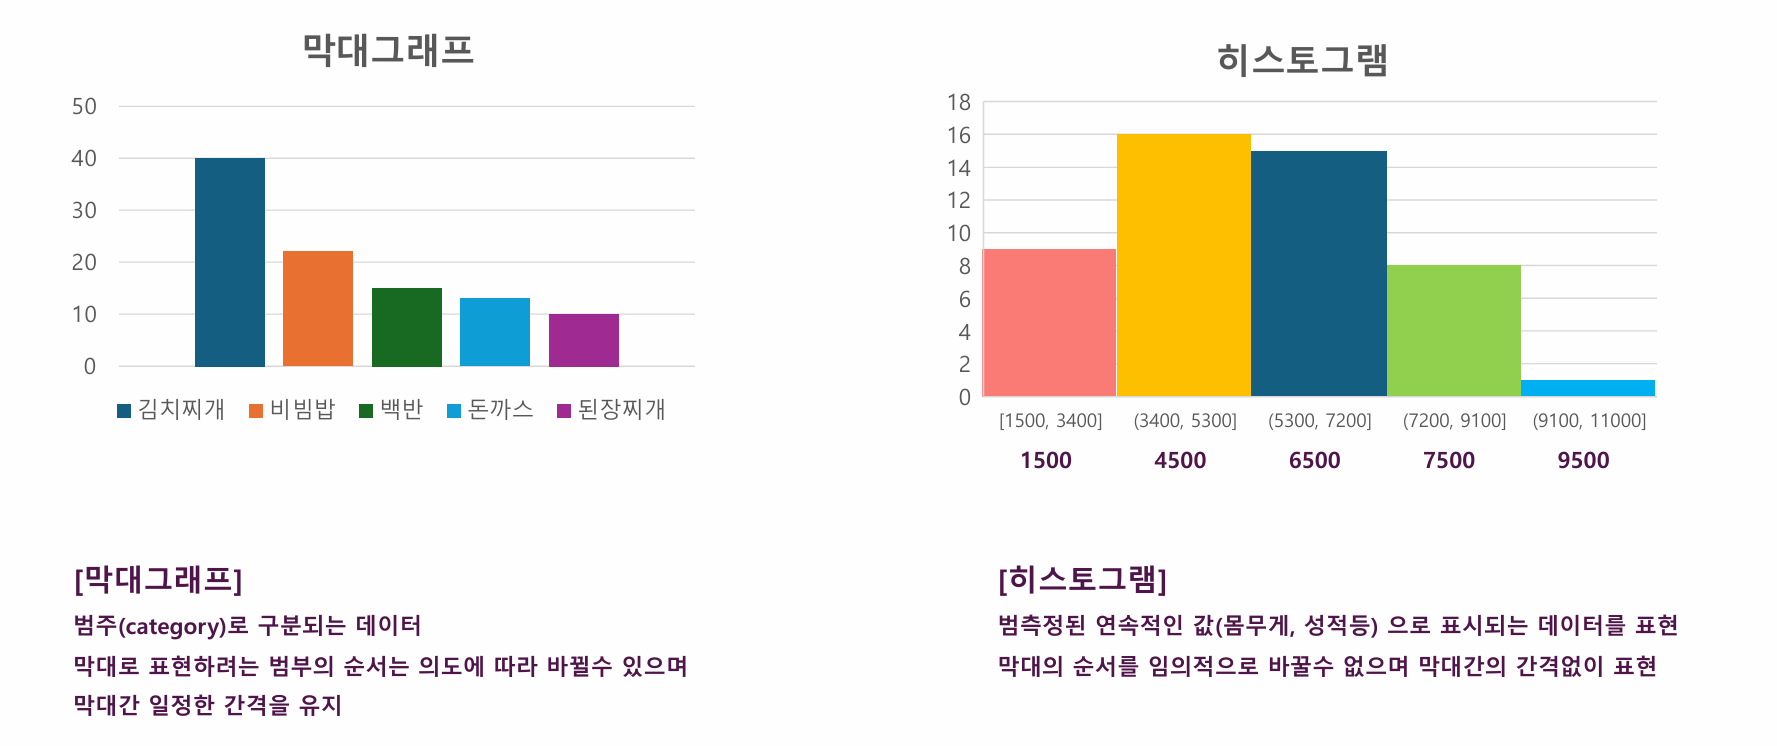 막대그래프
50
40
30
20
10
0
김치찌개 비빔밥 백반 돈까스 된장찌개
히스토그램
18
16
14
12
10
8
6
4
2
0
[1500, 3400] (3400, 5300] (5300, 7200] (7200, 9100] (9100, 11000]
1500 4500 6500 7500 9500
[막대그래프]
범주(category)로 구분되는 데이터
막대로 표현하려는 범부의 순서는 의도에 따라 바뀔수 있으며
막대간 일정한 간격을 유지
[히스토그램]
범측정된 연속적인 값(몸무게, 성적등) 으로 표시되는 데이터를 표현
막대의 순서를 임의적으로 바꿀수 없으며 막대간의 간격없이 표현